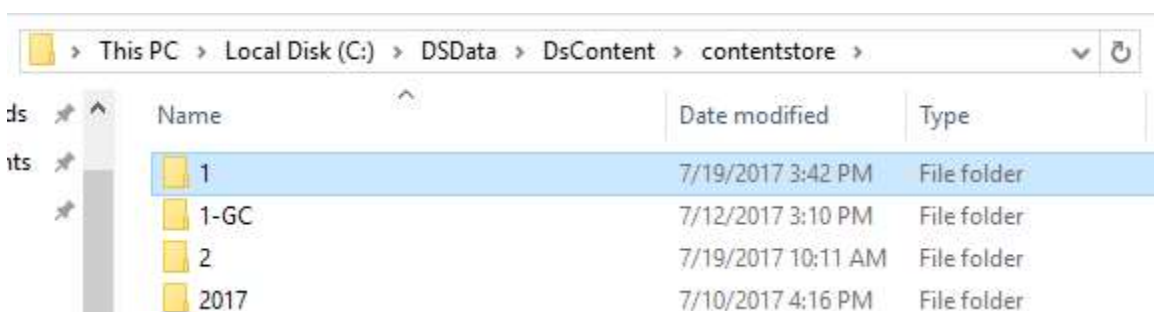 This PC > Local Disk (C:) > DSData > DsContent > contentstore >
ds
Name Date modified Type
nts
1 7/19/2017 3:42 PM File folder
1-GC 7/12/2017 3:10 PM File folder
2 7/19/2017 10:11 AM File folder
2017 7/10/2017 4:16 PM File folder